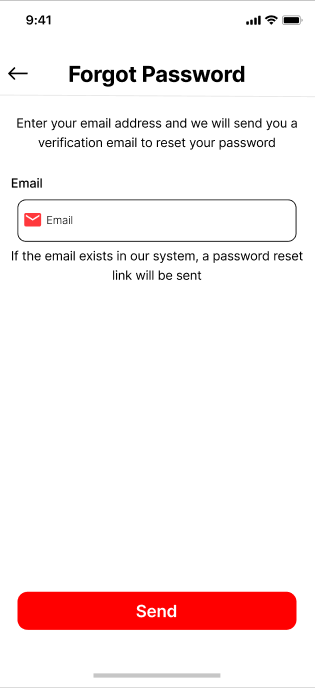 9:41
Forgot Password
Enter your email address and we will send you a
verification email to reset your password
Email
Email
If the email exists in our system, a password reset
link will be sent
Send